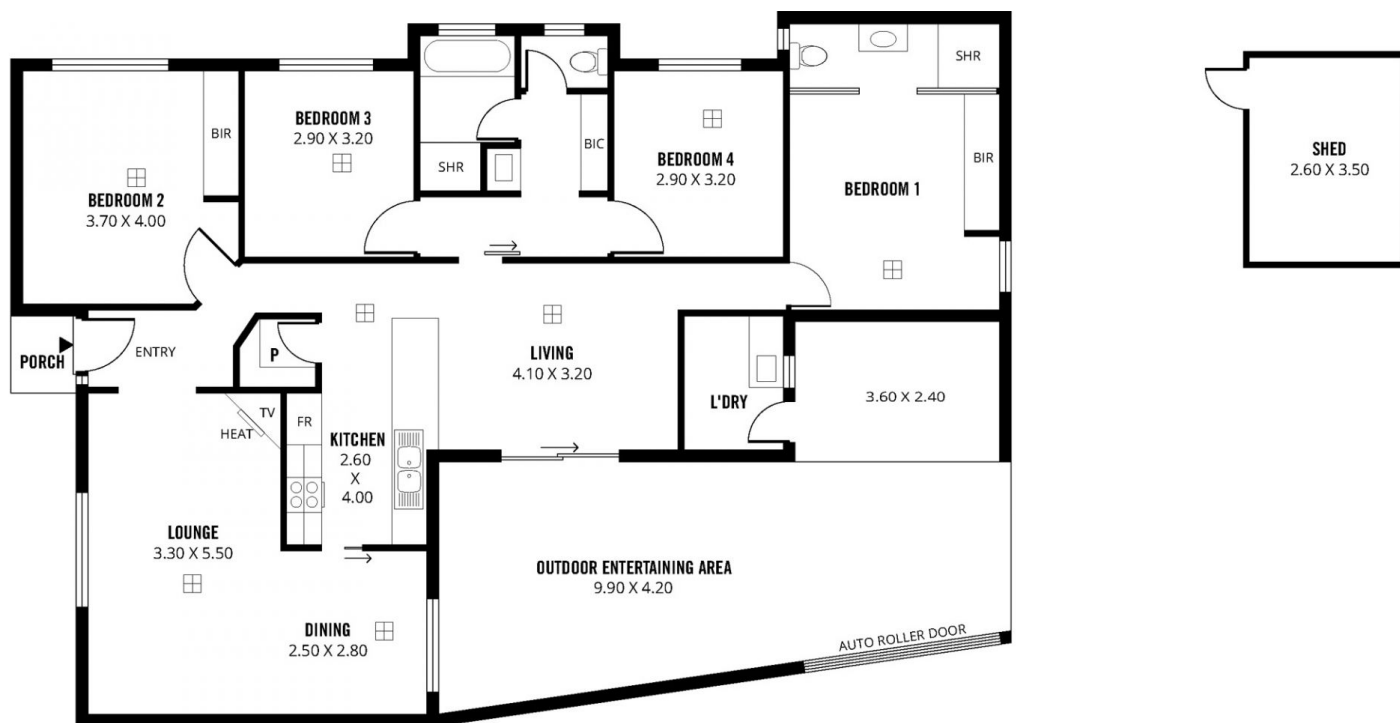 SHR
BEDROOM 3
2.90 X 3.20
BIR
BEDROOM 2
3.70 X 4.00
SHR
BIC
BEDROOM 4
2.90 X 3.20
BEDROOM 1
BIR
SHED
2.60 X 3.50
PORCH
ENTRY
P
LIVING
4.10 X 3.20
L'DRY
3.60 X 2.40
TV
HEAT
FR
KITCHEN
2.60
X
4.00
LOUNGE
3.30 X 5.50
DINING
2.50 X 2.80
OUTDOOR ENTERTAINING AREA
9.90 X 4.20
AUTO ROLLER DOOR